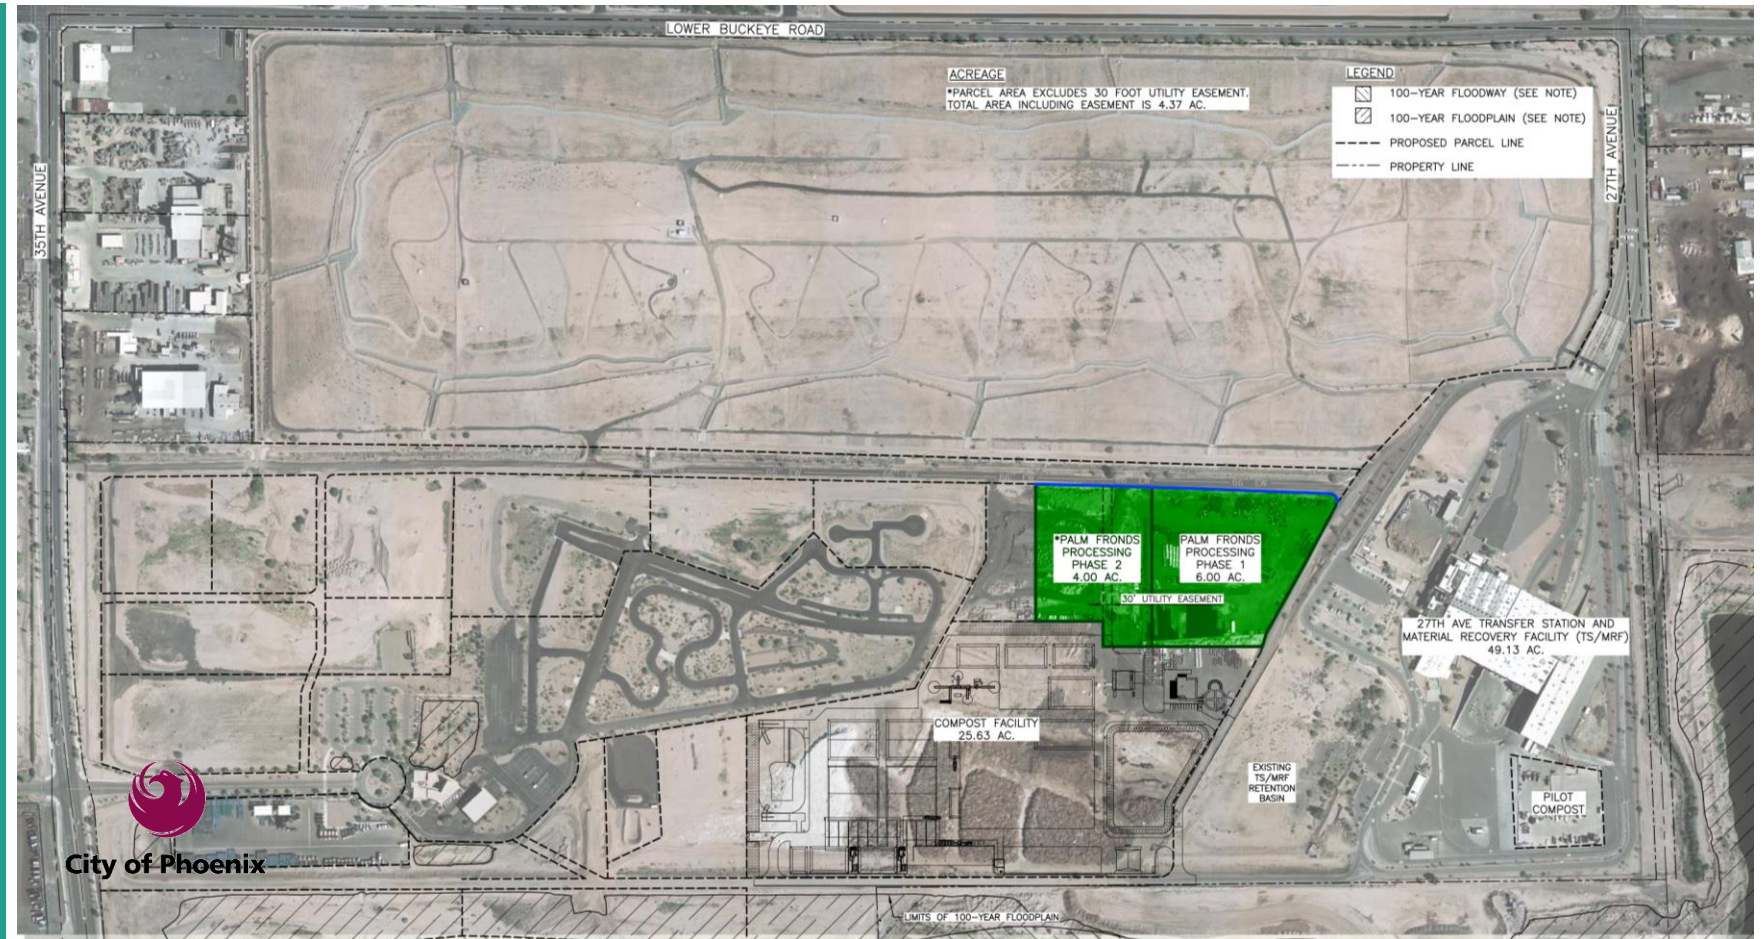 LOWER BUCKEYE ROAD
ACREAGE
*PARCEL AREA EXCLUDES 30 FOOT UTILITY EASEMENT.
TOTAL AREA INCLUDING EASEMENT IS 4.37 AC.
LEGEND
100-YEAR FLOODWAY (SEE NOTE)
100-YEAR FLOODPLAIN (SEE NOTE)
PROPOSED PARCEL LINE
PROPERTY LINE
35TH AVENUE
27TH AVENUE
*PALM FRONDS
PROCESSING
PHASE 2
4.00 AC.
PALM FRONDS
PROCESSING
PHASE 1
6.00 AC.
30' UTILITY EASEMENT
27TH AVE TRANSFER STATION AND
MATERIAL RECOVERY FACILITY (TS/MRF)
49.13 AC.
COMPOST FACILITY
25.63 AC.
EXISTING
TS/MRF
RETENTION
BASIN
PILOT
COMPOST
City of Phoenix
LIMITS OF 100-YEAR FLOODPLAIN